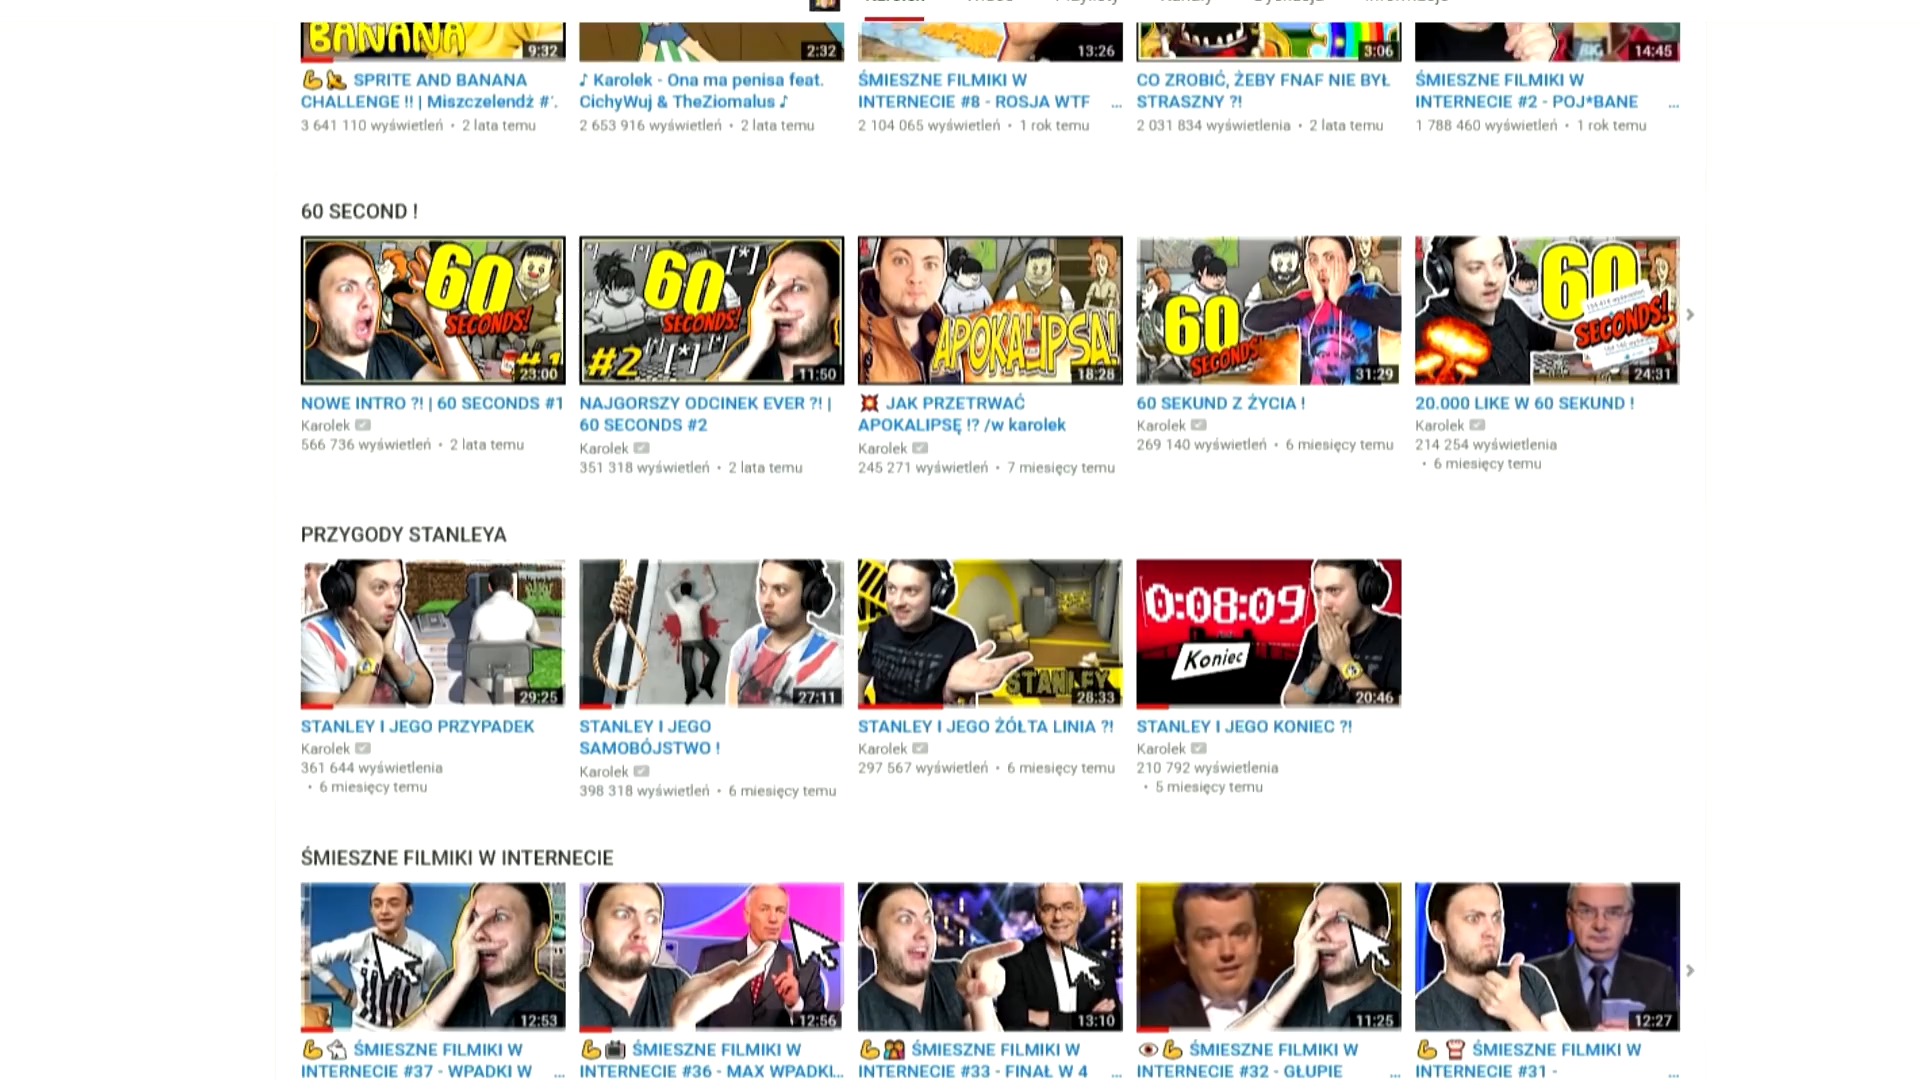 BANANA
9:32
2:32
13:26
3:06
BIG
14:45
SPRITE AND BANANA
CHALLENGE !! | Miszczelendż #'.
3 641 110 wyświetleń • 2 lata temu
♪ Karolek - Ona ma penisa feat.
CichyWuj & TheZiomalus ♪
2 653 916 wyświetleń • 2 lata temu
ŚMIESZNE FILMIKI W
INTERNECIE #8 - ROSJA WTF ...
2 104 065 wyświetleń • 1 rok temu
CO ZROBIĆ, ŻEBY FNAF NIE BYŁ
STRASZNY ?!
2 031 834 wyświetlenia • 2 lata temu
ŚMIESZNE FILMIKI W
INTERNECIE #2 - POJ*BANE ...
1 788 460 wyświetleń • 1 rok temu
60 SECOND !
60
SECONDS!
#1
23:00
60
SECONDS!
[*]
#2
[*]
11:50
APOKALIPSA!
18:28
60
SECONDS!
31:29
60
SECONDS!
24:31
NOWE INTRO ?! | 60 SECONDS #1
Karolek
566 736 wyświetleń • 2 lata temu
NAJGORSZY ODCINEK EVER ?! |
60 SECONDS #2
Karolek
351 318 wyświetleń • 2 lata temu
JAK PRZETRWAĆ
APOKALIPSĘ !? /w karolek
Karolek
245 271 wyświetleń • 7 miesięcy temu
60 SEKUND Z ŻYCIA !
Karolek
269 140 wyświetleń • 6 miesięcy temu
20.000 LIKE W 60 SEKUND !
Karolek
214 254 wyświetlenia
• 6 miesięcy temu
PRZYGODY STANLEYA
29:25
27:11
STANLEY
28:33
0:08:09
Koniec
20:46
STANLEY I JEGO PRZYPADEK
Karolek
361 644 wyświetlenia
• 6 miesięcy temu
STANLEY I JEGO
SAMOBÓJSTWO !
Karolek
398 318 wyświetleń • 6 miesięcy temu
STANLEY I JEGO ŻÓŁTA LINIA ?!
Karolek
297 567 wyświetleń • 6 miesięcy temu
STANLEY I JEGO KONIEC ?!
Karolek
210 792 wyświetlenia
• 5 miesięcy temu
ŚMIESZNE FILMIKI W INTERNECIE
12:53
12:56
13:10
11:25
12:27
ŚMIESZNE FILMIKI W
INTERNECIE #37 - WPADKI W ...
ŚMIESZNE FILMIKI W
INTERNECIE #36 - MAX WPADKI...
ŚMIESZNE FILMIKI W
INTERNECIE #33 - FINAŁ W 4 ...
ŚMIESZNE FILMIKI W
INTERNECIE #32 - GŁUPIE ...
ŚMIESZNE FILMIKI W
INTERNECIE #31 - ...